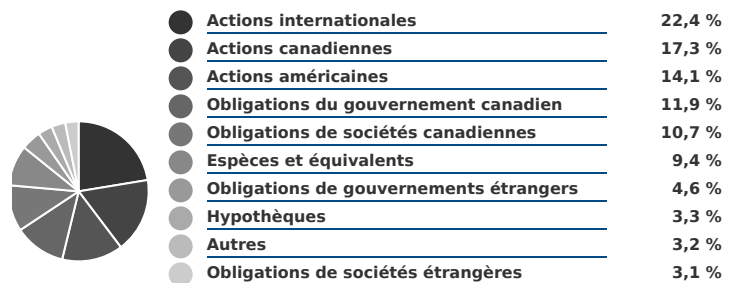 Actions internationales 22,4 %
Actions canadiennes 17,3 %
Actions américaines 14,1 %
Obligations du gouvernement canadien 11,9 %
Obligations de sociétés canadiennes 10,7 %
Espèces et équivalents 9,4 %
Obligations de gouvernements étrangers 4,6 %
Hypothèques 3,3 %
Autres 3,2 %
Obligations de sociétés étrangères 3,1 %